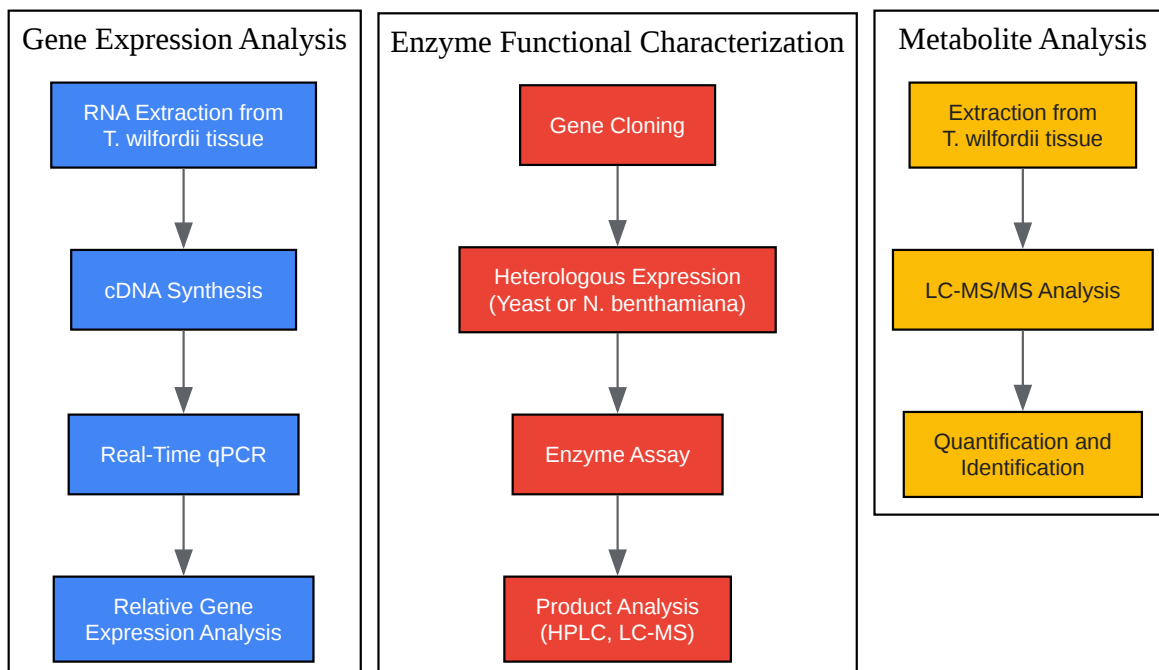 Gene Expression Analysis
RNA Extraction from
T. wilfordii tissue
cDNA Synthesis
Real-Time qPCR
Relative Gene
Expression Analysis
Enzyme Functional Characterization
Gene Cloning
Heterologous Expression
(Yeast or N. benthamiana)
Enzyme Assay
Product Analysis
(HPLC, LC-MS)
Metabolite Analysis
Extraction from
T. wilfordii tissue
LC-MS/MS Analysis
Quantification and
Identification